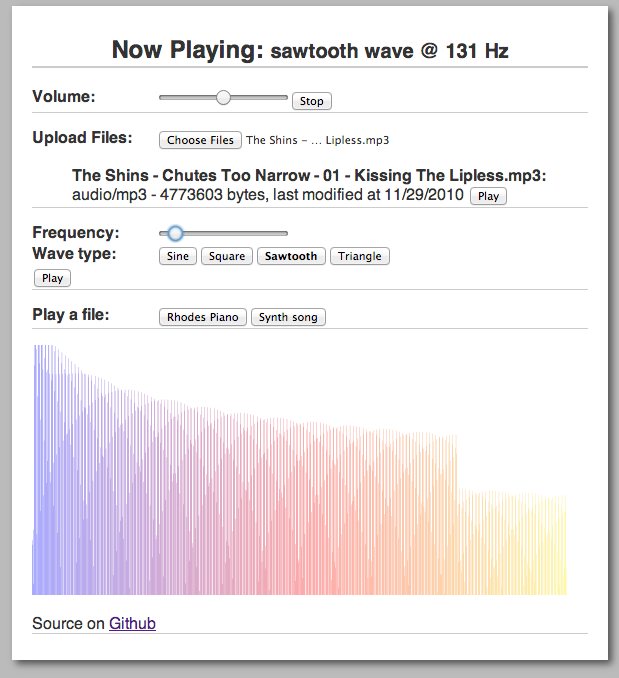 Now Playing: sawtooth wave @ 131 Hz
Volume: Stop
Upload Files: Choose Files The Shins – ... Lipless.mp3
The Shins - Chutes Too Narrow - 01 - Kissing The Lipless.mp3:
audio/mp3 - 4773603 bytes, last modified at 11/29/2010 Play
Frequency:
Wave type: Sine Square Sawtooth Triangle
Play
Play a file: Rhodes Piano Synth song
Source on Github